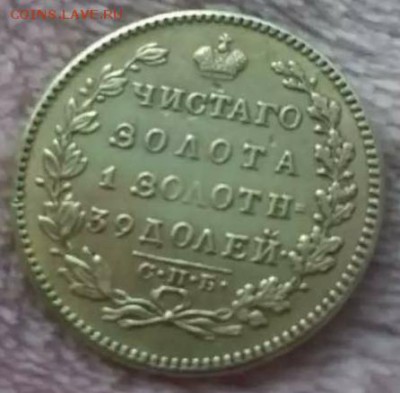 COINS.LAVE.RU
ЧИСТАГО
ЗОЛОТА
1 ЗОЛОТН=
39 ДОЛЕЙ·
С·П·Б·